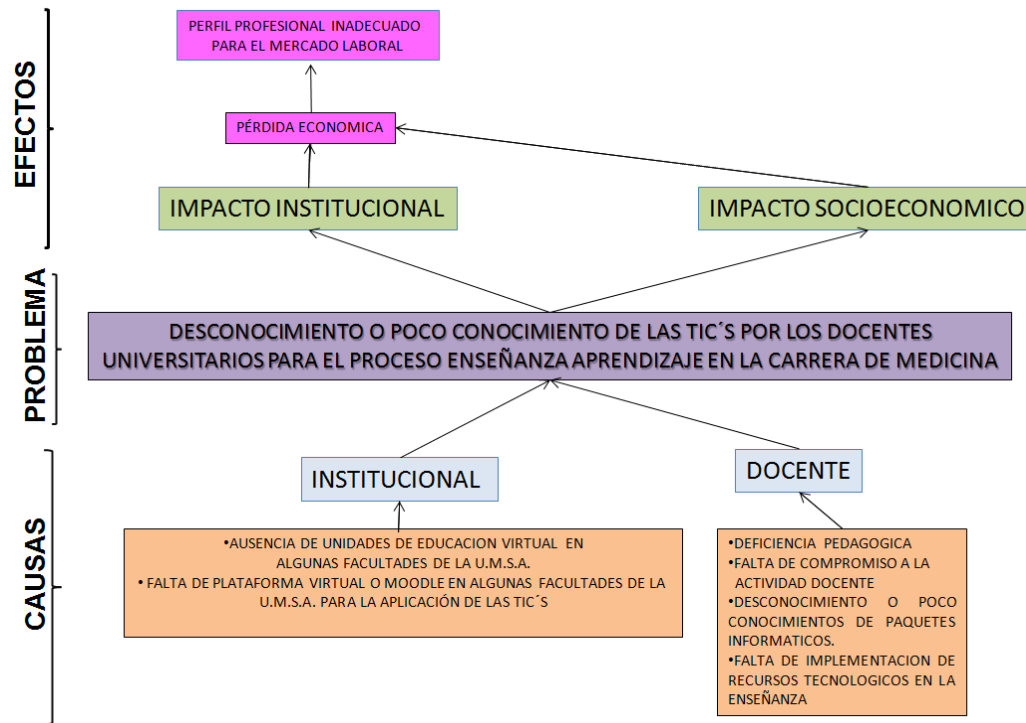 EFECTOS
PERFIL PROFESIONAL INADECUADO
PARA EL MERCADO LABORAL
PÉRDIDA ECONOMICA
IMPACTO INSTITUCIONAL
IMPACTO SOCIOECONOMICO
PROBLEMA
DESCONOCIMIENTO O POCO CONOCIMIENTO DE LAS TIC´S POR LOS DOCENTES
UNIVERSITARIOS PARA EL PROCESO ENSEÑANZA APRENDIZAJE EN LA CARRERA DE MEDICINA
CAUSAS
INSTITUCIONAL
DOCENTE
•AUSENCIA DE UNIDADES DE EDUCACION VIRTUAL EN
ALGUNAS FACULTADES DE LA U.M.S.A.
•FALTA DE PLATAFORMA VIRTUAL O MOODLE EN ALGUNAS FACULTADES DE LA
U.M.S.A. PARA LA APLICACIÓN DE LAS TIC´S
•DEFICIENCIA PEDAGOGICA
•FALTA DE COMPROMISO A LA
ACTIVIDAD DOCENTE
•DESCONOCIMIENTO O POCO
CONOCIMIENTOS DE PAQUETES
INFORMATICOS.
•FALTA DE IMPLEMENTACION DE
RECURSOS TECNOLOGICOS EN LA
ENSEÑANZA